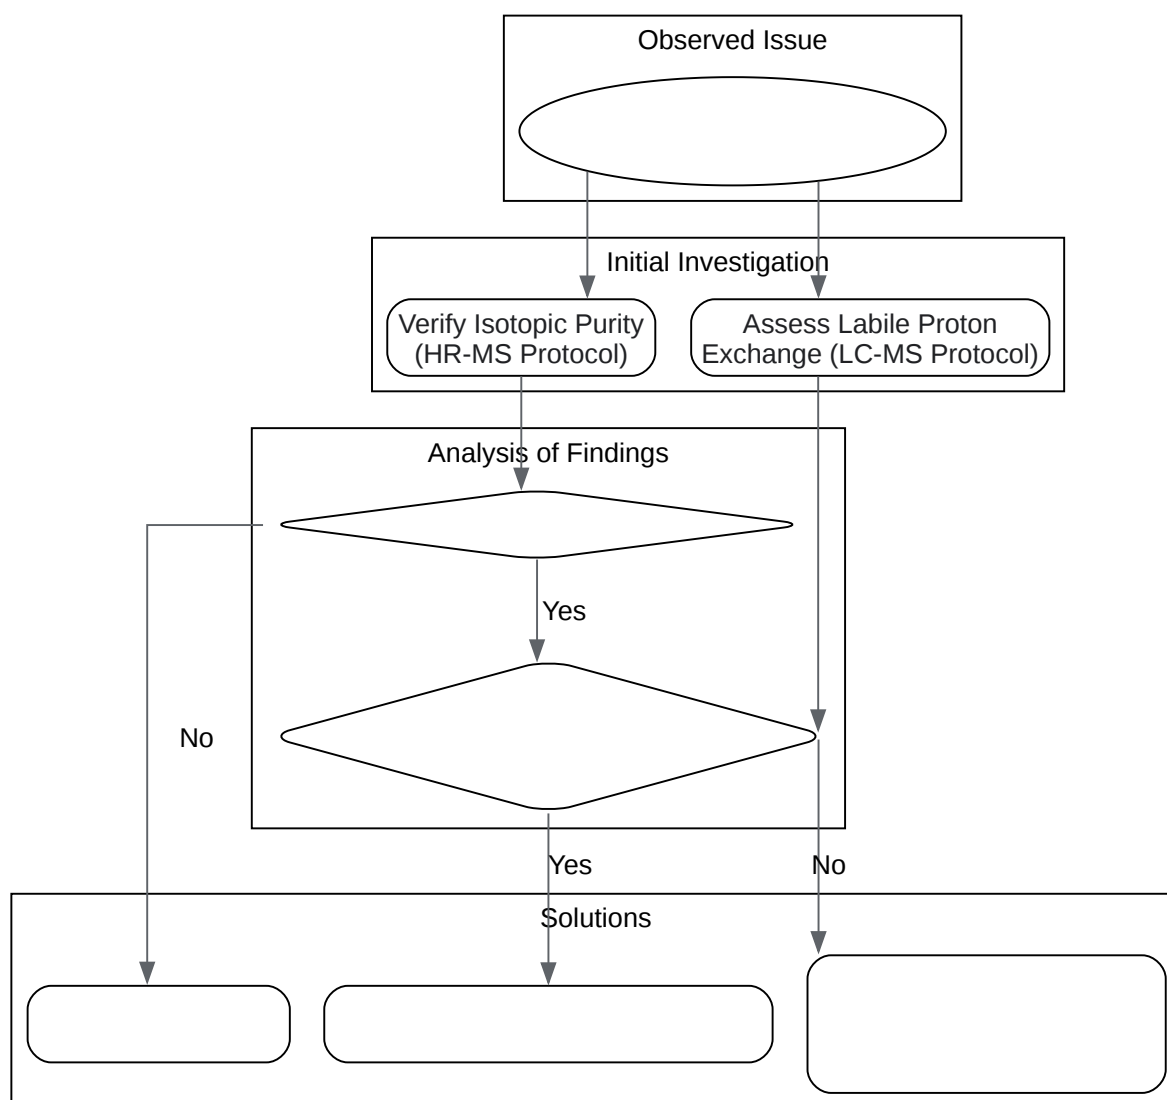 Observed Issue
Initial Investigation
Verify Isotopic Purity
(HR-MS Protocol)
Assess Labile Proton
Exchange (LC-MS Protocol)
Analysis of Findings
Yes
No
Yes
No
Solutions